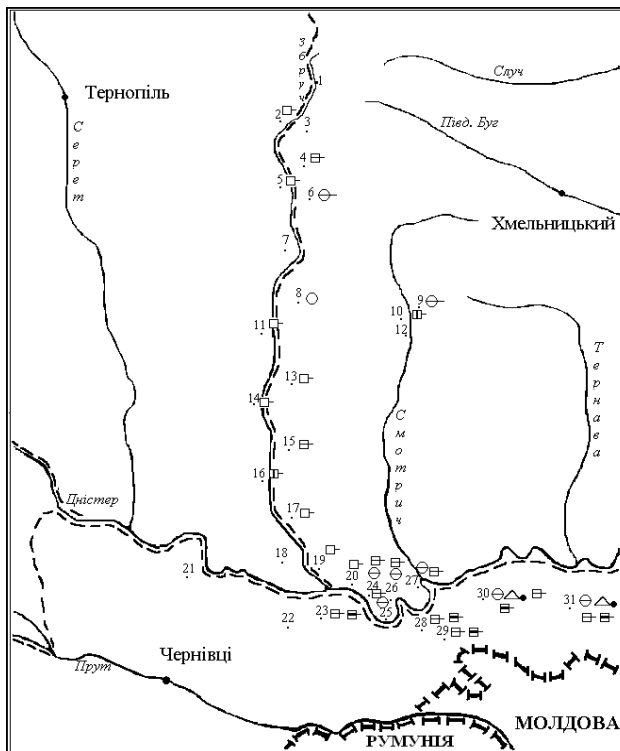 Збруч
1
Случ
Тернопіль
2
3
Півд. Буг
Серет
4
5
6
Хмельницький
7
8
9
10
11
12
Тернава
13
14
Смотрич
15
16
Дністер
17
18
19
20
21
24
26
27
25
30
31
22
23
28
29
Чернівці
Прут
МОЛДОВА
РУМУНІЯ